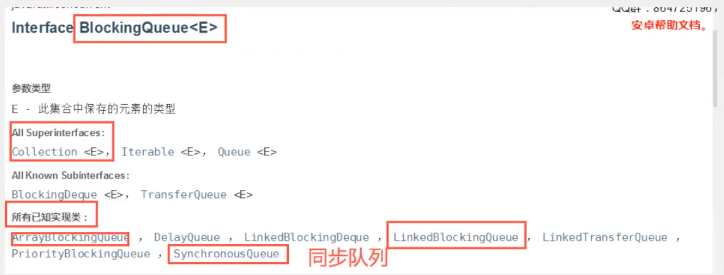 QQ群：8647251967
Interface BlockingQueue<E>
安卓帮助文档。
参数类型
E - 此集合中保存的元素的类型
All Superinterfaces:
Collection <E>， Iterable <E>， Queue <E>
All Known Subinterfaces:
BlockingDeque <E>， TransferQueue <E>
所有已知实现类：
ArrayBlockingQueue ， DelayQueue ， LinkedBlockingDeque ， LinkedBlockingQueue ， LinkedTransferQueue ，
PriorityBlockingQueue ， SynchronousQueue 同步队列